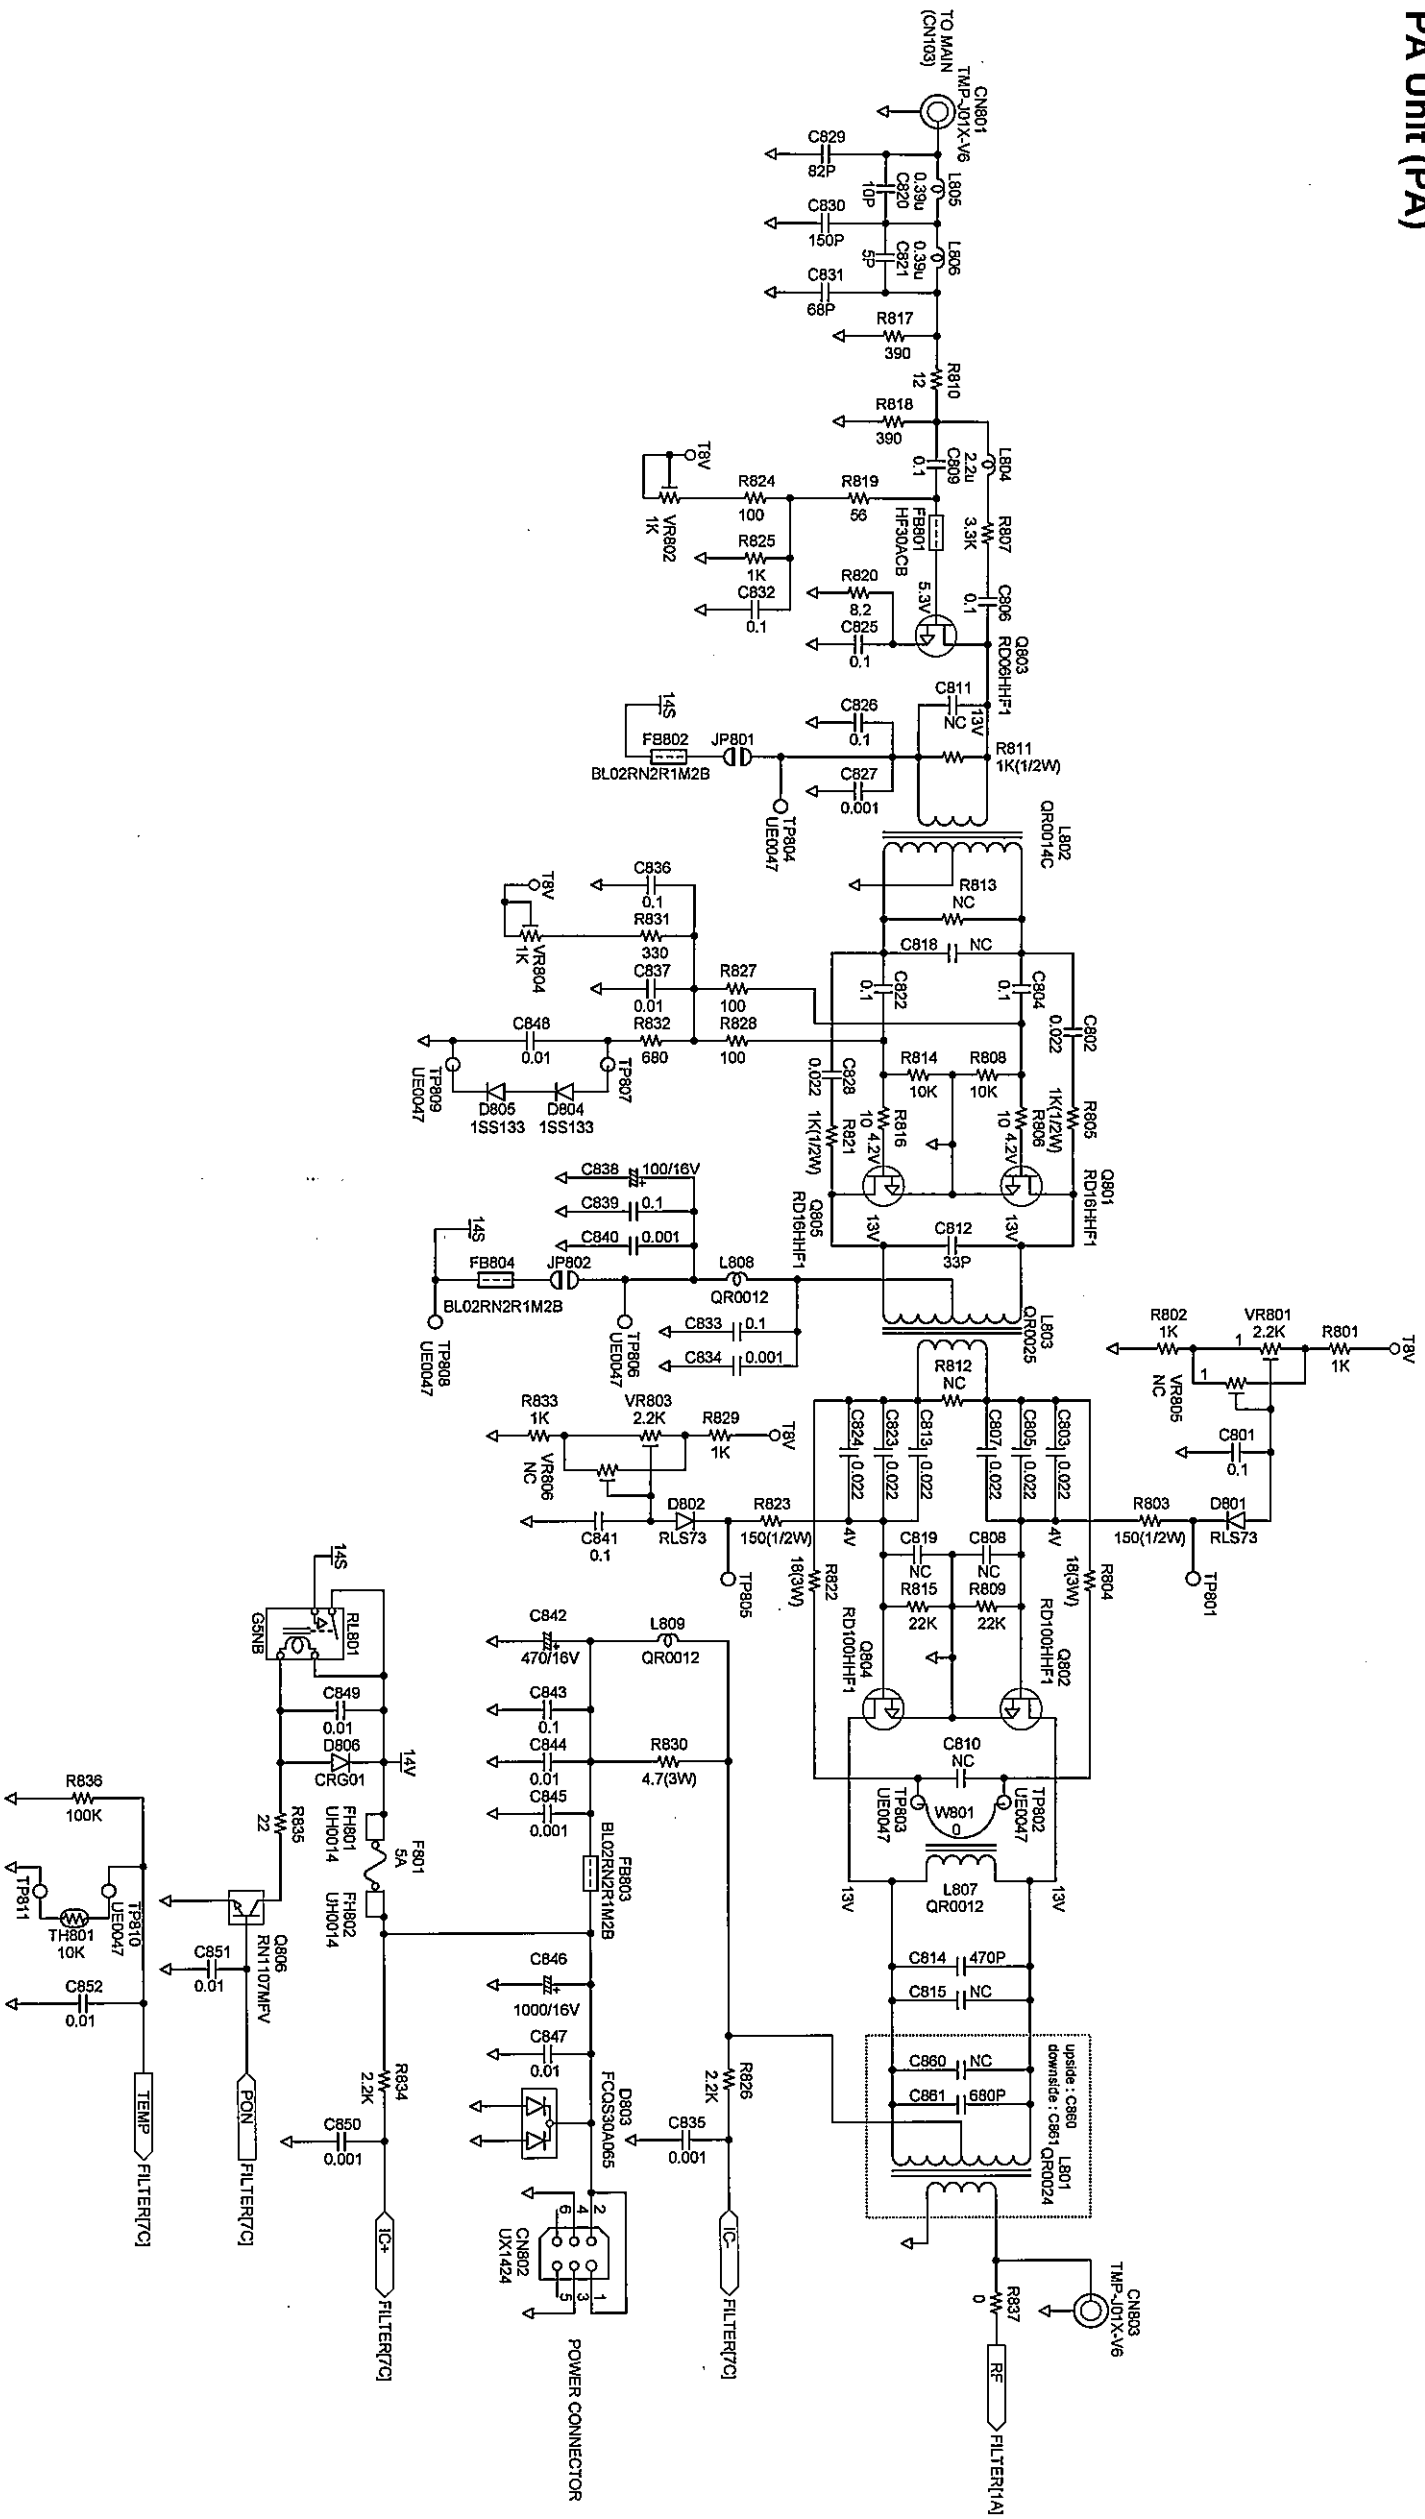 PA Unit (PA)
TO MAIN
(CN103)
CN801
TMP-J01X-V6
C829
82P
L805
0.39u
C820
10P
C830
150P
L806
0.39u
C821
5P
C831
68P
R817
390
R810
12
R818
390
L804
2.2u
C809
0.1
R807
3.3K
C806
0.1
T8V
VR802
1K
R824
100
R819
56
FB801
HF30ACB
R825
1K
C832
0.1
R820
8.2
C825
0.1
5.3V
Q803
RD06HHF1
C811
NC
13V
R811
1K(1/2W)
14S
FB802
BL02RN2R1M2B
JP801
C826
0.1
C827
0.001
TP804
UE0047
L802
QR0014C
C836
0.1
T8V
VR804
1K
R831
330
C837
0.01
R827
100
R813
NC
C818
NC
C822
0.1
C804
0.1
C802
0.022
C848
0.01
R832
680
R828
100
TP809
UE0047
TP807
D805
1SS133
D804
1SS133
C828
0.022
R814
10K
R808
10K
R805
1K(1/2W)
R821
1K(1/2W)
R816
10
4.2V
R806
10
4.2V
Q801
RD16HHF1
Q805
RD16HHF1
C838
100/16V
C839
0.1
C840
0.001
13V
C812
33P
13V
14S
FB804
BL02RN2R1M2B
JP802
L808
QR0012
TP808
UE0047
TP806
UE0047
C833
0.1
C834
0.001
L803
QR0025
R812
NC
R802
1K
VR801
2.2K
1
R801
1K
T8V
1
VR805
NC
C801
0.1
R833
1K
VR803
2.2K
R829
1K
T8V
VR806
NC
C841
0.1
D802
RLS73
R823
150(1/2W)
TP805
C824
0.022
C823
0.022
C813
0.022
C807
0.022
C805
0.022
C803
0.022
4V
4V
R803
150(1/2W)
D801
RLS73
TP801
C819
NC
C808
NC
R815
22K
R809
22K
R822
18(3W)
R804
18(3W)
Q804
RD100HHF1
Q802
RD100HHF1
14S
RL801
G5NB
C842
470/16V
L809
QR0012
C843
0.1
C844
0.01
C845
0.001
R830
4.7(3W)
C810
NC
TP803
UE0047
W801
0
TP802
UE0047
C849
0.01
D806
CRG01
14V
R836
100K
R835
22
FH801
UH0014
F801
5A
FH802
UH0014
FB803
BL02RN2R1M2B
13V
L807
QR0012
13V
TP811
TH801
10K
TP810
UE0047
Q806
RN1107MFV
C851
0.01
C852
0.01
C846
1000/16V
C847
0.01
C814
470P
C815
NC
C860
NC
C861
680P
upside : C860
downside : C861
L801
QR0024
R834
2.2K
C850
0.001
D803
FCQS30A065
R826
2.2K
C835
0.001
TEMP
FILTER[7C]
PON
FILTER[7C]
IC+
FILTER[7C]
2
4
6
1
3
5
CN802
UX1424
POWER CONNECTOR
IC-
FILTER[7C]
CN803
TMP-J01X-V6
R837
0
RF
FILTER[1A]